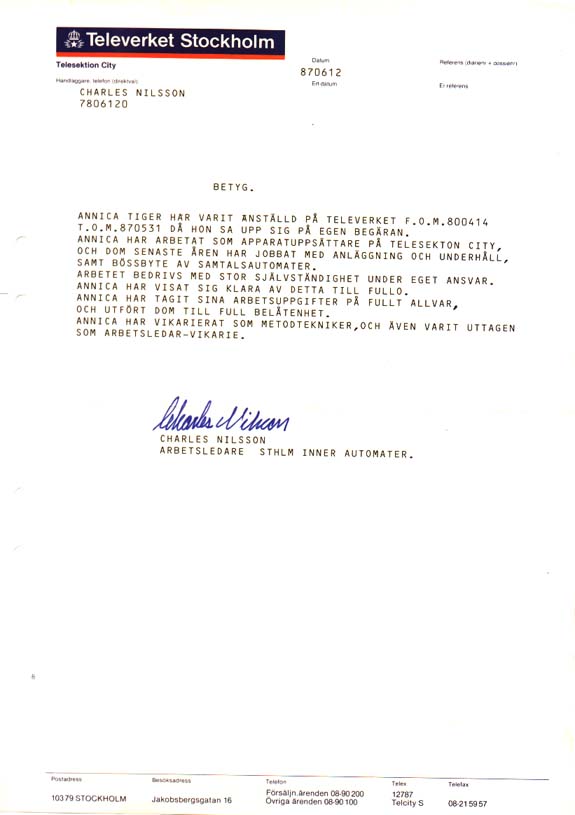 Televerket Stockholm
Telesektion City
Datum
Referens (diarienr + dossiernr)
870612
Handläggare, telefon (direktval)
Ert datum
Er referens
CHARLES NILSSON
7806120
BETYG.
ANNICA TIGER HAR VARIT ANSTÄLLD PÅ TELEVERKET F.O.M.800414
T.O.M.870531 DÅ HON SA UPP SIG PÅ EGEN BEGÄRAN.
ANNICA HAR ARBETAT SOM APPARATUPPSÄTTARE PÅ TELESEKTON CITY,
OCH DOM SENASTE ÅREN HAR JOBBAT MED ANLÄGGNING OCH UNDERHÅLL,
SAMT BÖSSBYTE AV SAMTALSAUTOMATER.
ARBETET BEDRIVS MED STOR SJÄLVSTÄNDIGHET UNDER EGET ANSVAR.
ANNICA HAR VISAT SIG KLARA AV DETTA TILL FULLO.
ANNICA HAR TAGIT SINA ARBETSUPPGIFTER PÅ FULLT ALLVAR,
OCH UTFÖRT DOM TILL FULL BELÅTENHET.
ANNICA HAR VIKARIERAT SOM METODTEKNIKER,OCH ÄVEN VARIT UTTAGEN
SOM ARBETSLEDAR-VIKARIE.
Charles Nilsson
CHARLES NILSSON
ARBETSLEDARE STHLM INNER AUTOMATER.
Postadress
Besöksadress
Telefon
Telex
Telefax
10379 STOCKHOLM
Jakobsbergsgatan 16
Försäljn.ärenden 08-90 200
Övriga ärenden 08-90 100
12787
Telcity S
08-21 59 57